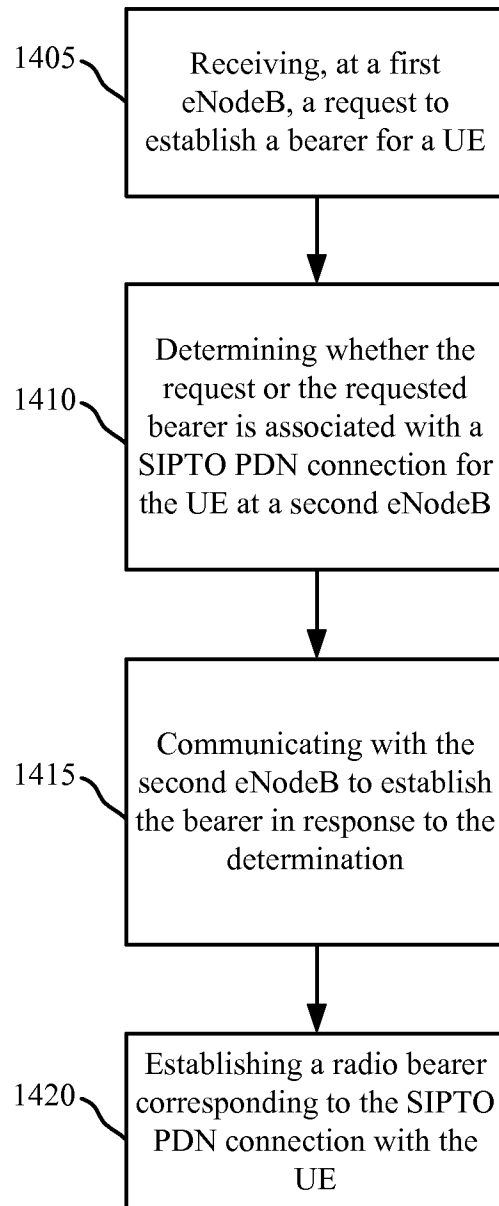 1405
Receiving, at a first
eNodeB, a request to
establish a bearer for a UE
1410
Determining whether the
request or the requested
bearer is associated with a
SIPTO PDN connection for
the UE at a second eNodeB
1415
Communicating with the
second eNodeB to establish
the bearer in response to the
determination
1420
Establishing a radio bearer
corresponding to the SIPTO
PDN connection with the
UE